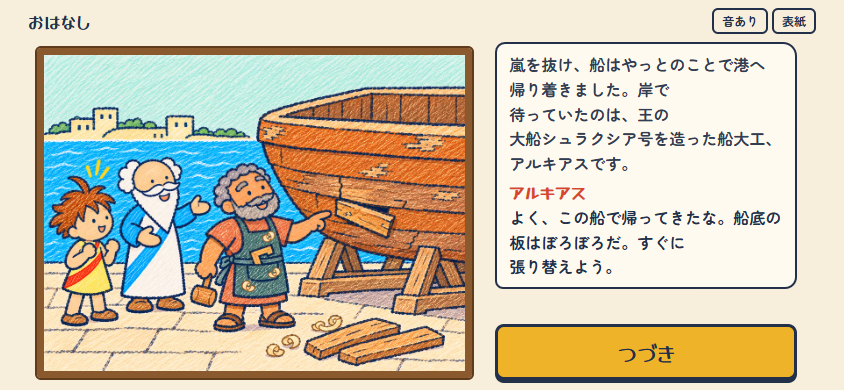 おはなし
音あり
表紙
嵐を抜け、船はやっとのことで港へ
帰り着きました。岸で
待っていたのは、王の
大船シュラクシア号を造った船大工、
アルキアスです。
アルキアス
よく、この船で帰ってきたな。船底の
板はぼろぼろだ。すぐに
張り替えよう。
つづき